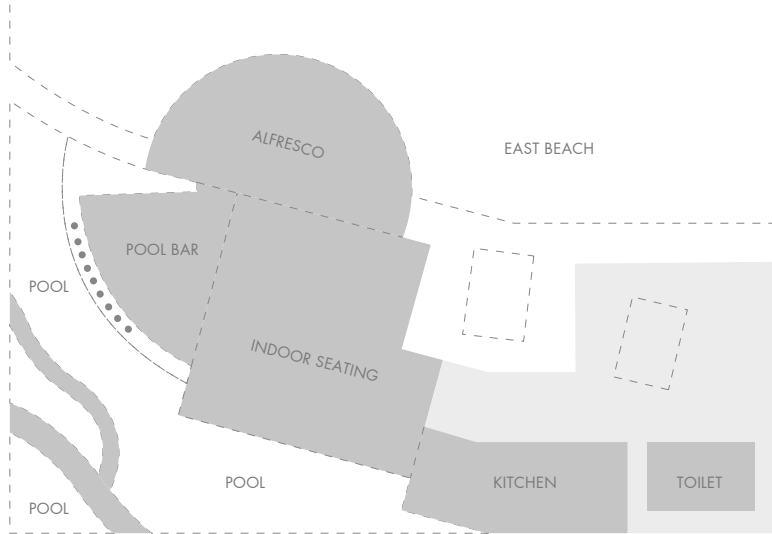 ALFRESCO
EAST BEACH
POOL BAR
POOL
INDOOR SEATING
POOL
KITCHEN
TOILET
POOL